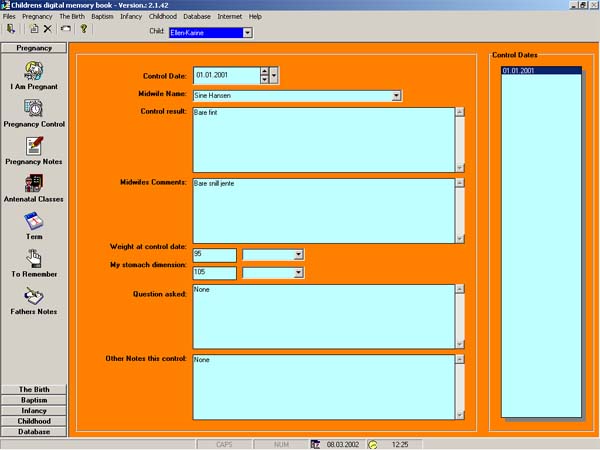 Childrens digital memory book - Version.: 2.1.42
Files Pregnancy The Birth Baptism Infancy Childhood Database Internet Help
Child: Ellen-Karine
Pregnancy
I Am Pregnant
Pregnancy Control
Pregnancy Notes
Antenatal Classes
Term
To Remember
Fathers Notes
The Birth
Baptism
Infancy
Childhood
Database
Control Date: 01.01.2001
Midwife Name: Sine Hansen
Control result: Bare fint
Midwifes Comments: Bare snill jente
Weight at control date: 95
My stomach dimension: 105
Question asked: None
Other Notes this control: None
Control Dates
01.01.2001
CAPS NUM 08.03.2002 12:25